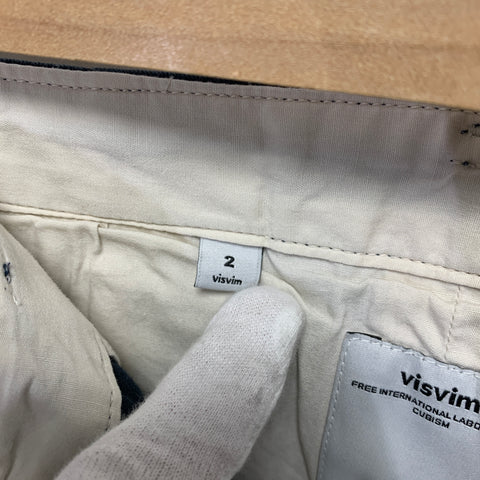 2
visvim
visvim
FREE INTERNATIONAL LABO
CUBISM